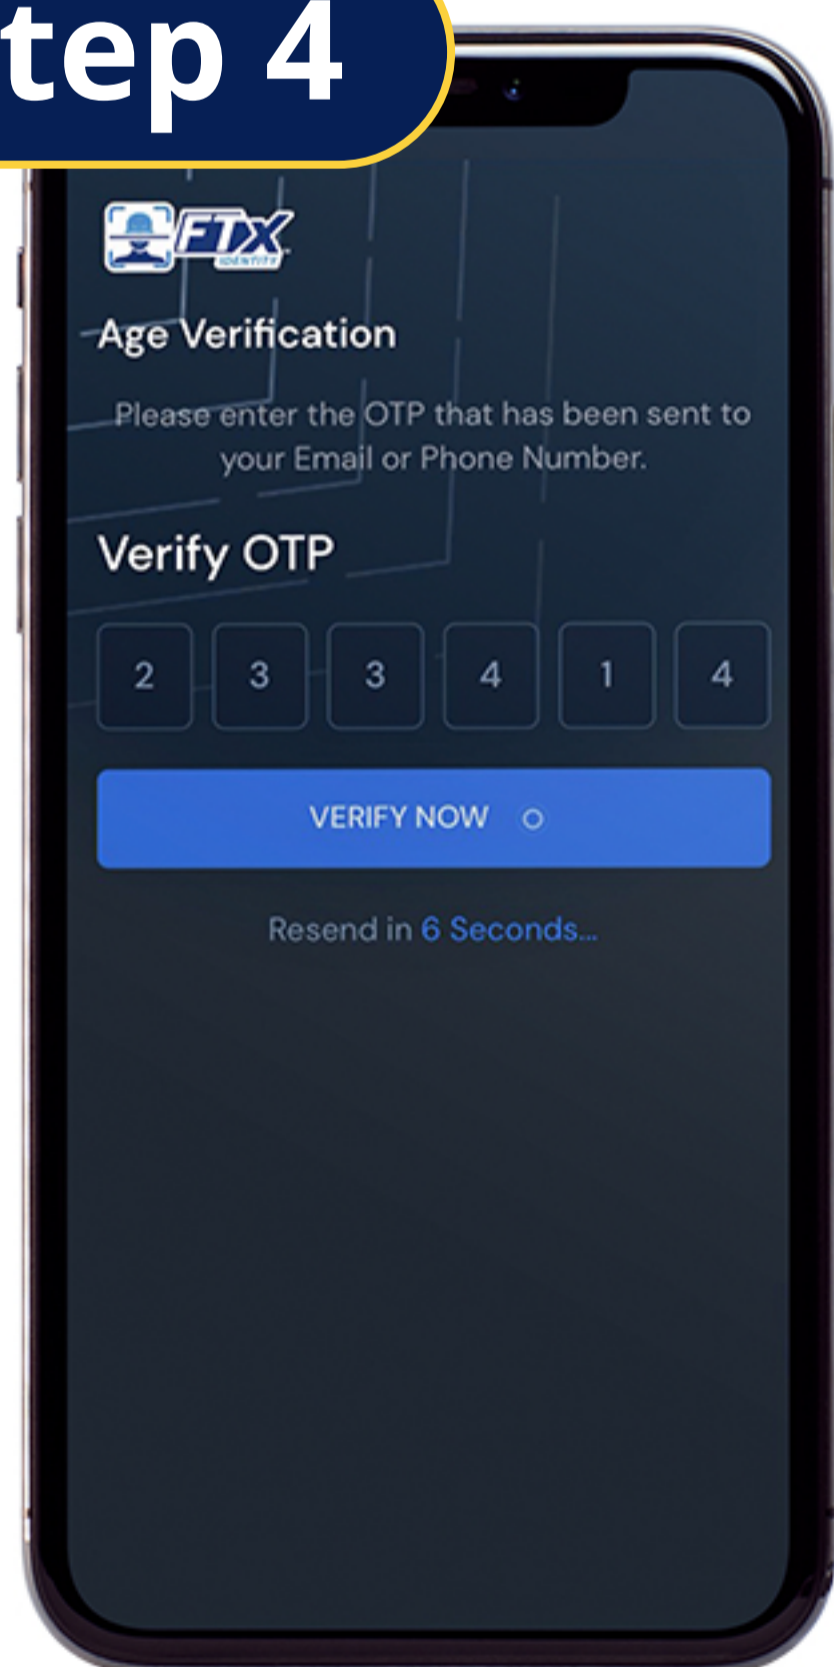 tep 4
FTX
IDENTITY
Age Verification
Please enter the OTP that has been sent to
your Email or Phone Number.
Verify OTP
2 3 3 4 1 4
VERIFY NOW
Resend in 6 Seconds...